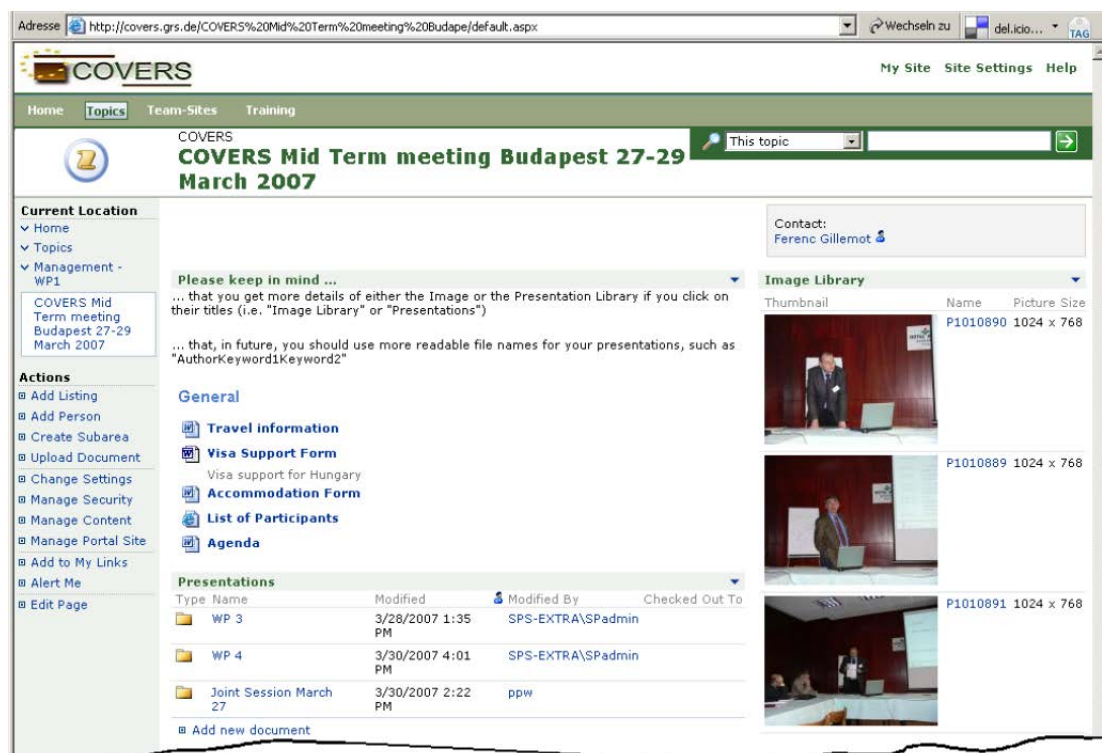 Adresse http://covers.grs.de/COVERS%20Mid%20Term%20meeting%20Budape/default.aspx Wechseln zu del.icio... TAG
COVERS
My Site Site Settings Help
Home Topics Team-Sites Training
COVERS
COVERS Mid Term meeting Budapest 27-29
March 2007
This topic
Current Location
Home
Topics
Management -
WP1
COVERS Mid
Term meeting
Budapest 27-29
March 2007
Actions
Add Listing
Add Person
Create Subarea
Upload Document
Change Settings
Manage Security
Manage Content
Manage Portal Site
Add to My Links
Alert Me
Edit Page
Please keep in mind ...
... that you get more details of either the Image or the Presentation Library if you click on
their titles (i.e. "Image Library" or "Presentations")
... that, in future, you should use more readable file names for your presentations, such as
"AuthorKeyword1Keyword2"
General
Travel information
Visa Support Form
Visa support for Hungary
Accommodation Form
List of Participants
Agenda
Presentations
Type Name Modified Modified By Checked Out To
WP 3 3/28/2007 1:35 SPS-EXTRA\SPadmin
PM
WP 4 3/30/2007 4:01 SPS-EXTRA\SPadmin
PM
Joint Session March 3/30/2007 2:22 ppw
27 PM
Add new document
Contact:
Ferenc Gillemot
Image Library
Thumbnail Name Picture Size
P1010890 1024 x 768
P1010889 1024 x 768
P1010891 1024 x 768